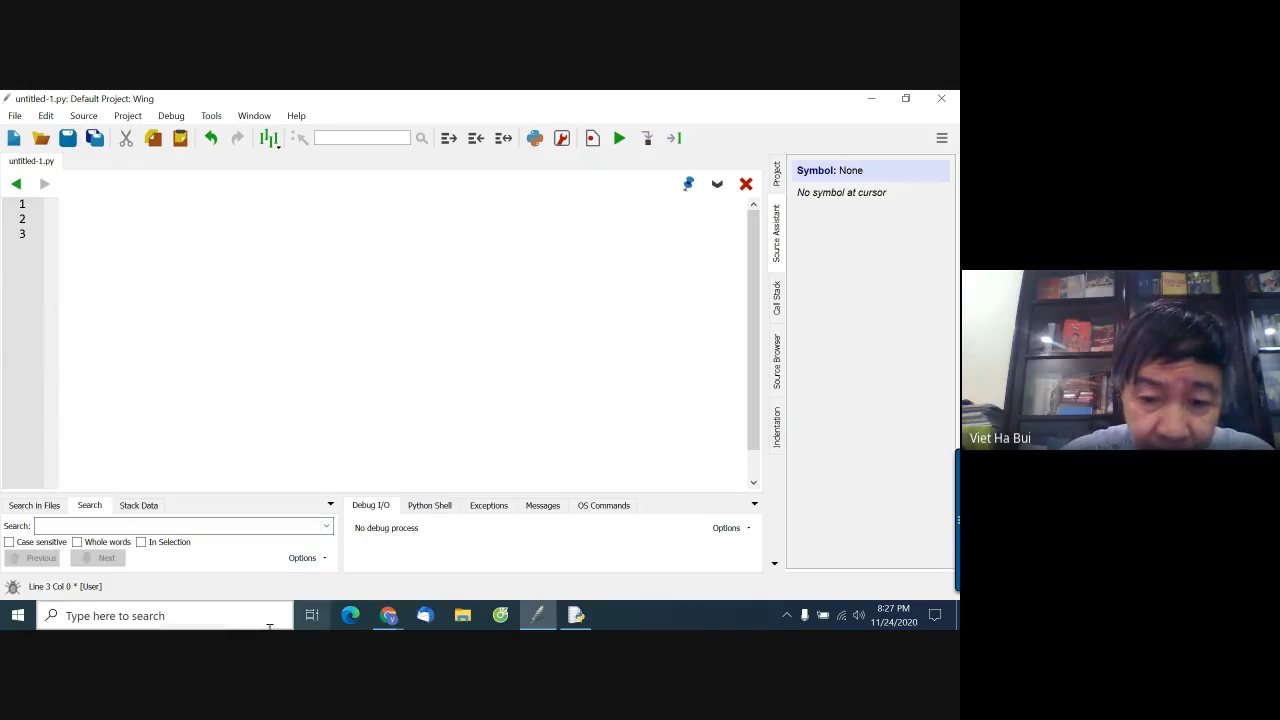 untitled-1.py: Default Project: Wing
File Edit Source Project Debug Tools Window Help
untitled-1.py
1
2
3
Project
Source Assistant
Call Stack
Source Browser
Indentation
Symbol: None
No symbol at cursor
Viet Ha Bui
Search in Files Search Stack Data
Search:
Case sensitive Whole words In Selection
Previous Next Options
Debug I/O Python Shell Exceptions Messages OS Commands
No debug process Options
Line 3 Col 0 * [User]
Type here to search
8:27 PM
11/24/2020